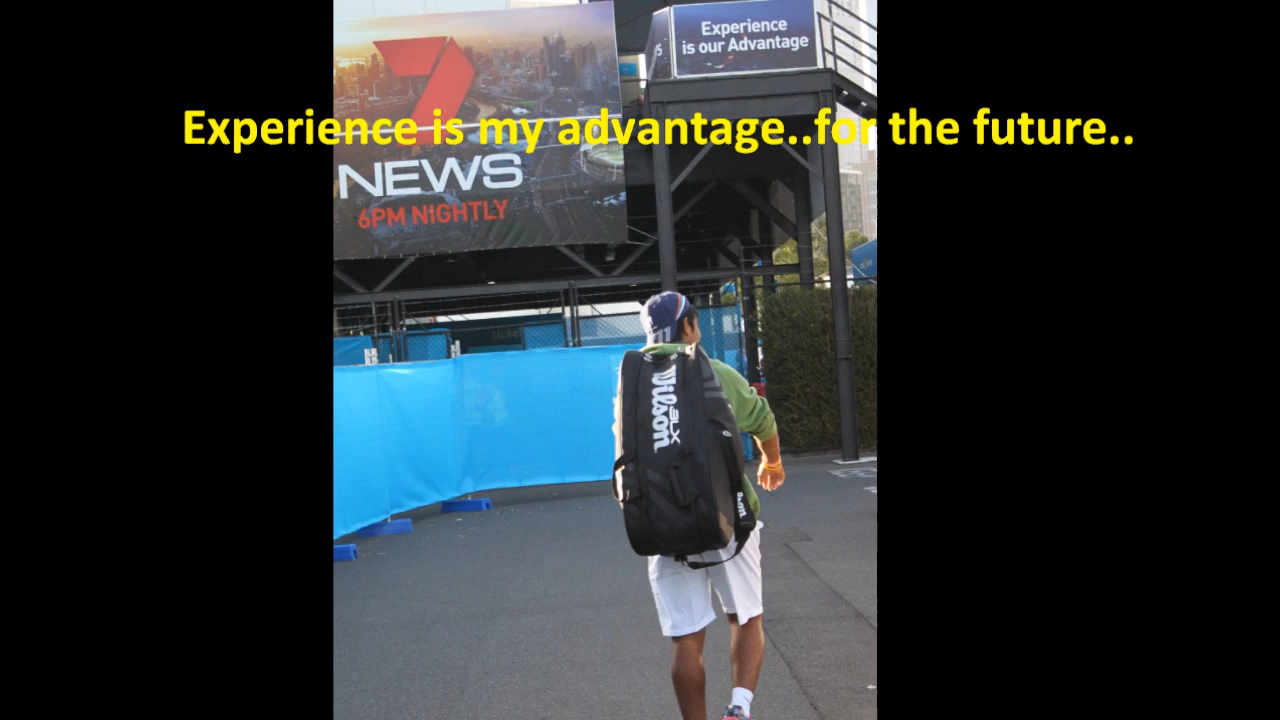 Experience
is our Advantage
7
Experience is my advantage..for the future..
NEWS
6PM NIGHTLY
Wilson
BLX